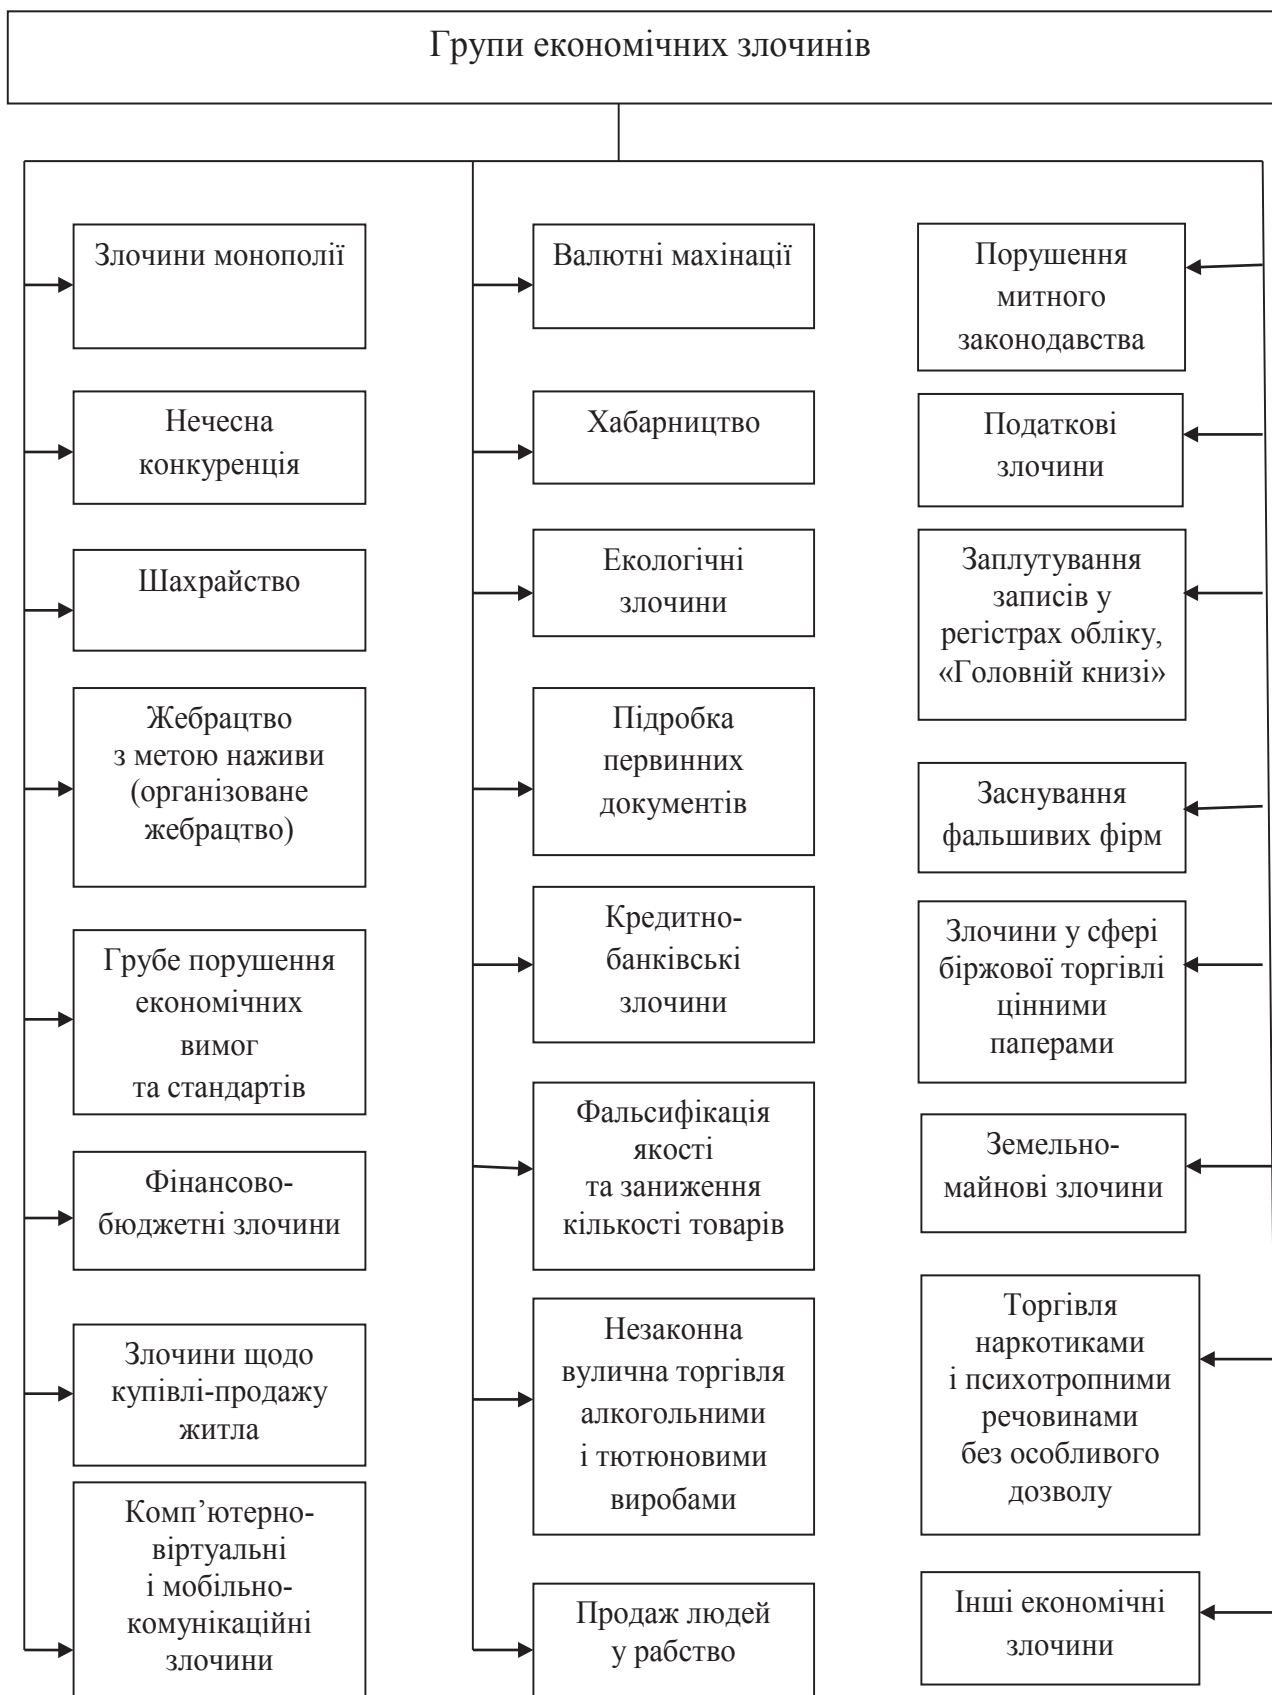 Групи економічних злочинів
Злочини монополії
Нечесна
конкуренція
Шахрайство
Жебрацтво
з метою наживи
(організоване
жебрацтво)
Грубе порушення
економічних
вимог
та стандартів
Фінансово-
бюджетні злочини
Злочини щодо
купівлі-продажу
житла
Комп’ютерно-
віртуальні
і мобільно-
комунікаційні
злочини
Валютні махінації
Хабарництво
Екологічні
злочини
Підробка
первинних
документів
Кредитно-
банківські
злочини
Фальсифікація
якості
та заниження
кількості товарів
Незаконна
вулична торгівля
алкогольними
і тютюновими
виробами
Продаж людей
у рабство
Порушення
митного
законодавства
Податкові
злочини
Заплутування
записів у
регістрах обліку,
«Головній книзі»
Заснування
фальшивих фірм
Злочини у сфері
біржової торгівлі
цінними
паперами
Земельно-
майнові злочини
Торгівля
наркотиками
і психотропними
речовинами
без особливого
дозволу
Інші економічні
злочини